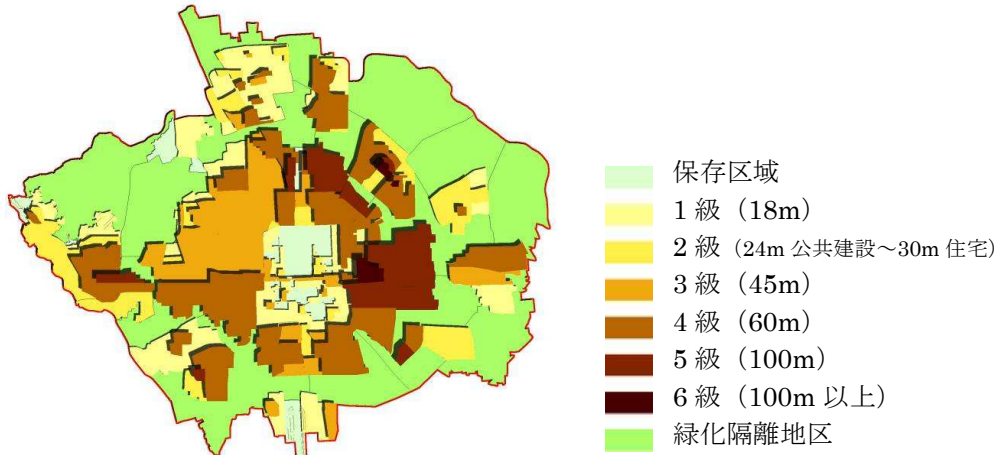 保存区域
1 級（18m）
2 級（24m 公共建設～30m 住宅）
3 級（45m）
4 級（60m）
5 級（100m）
6 級（100m 以上）
緑化隔離地区